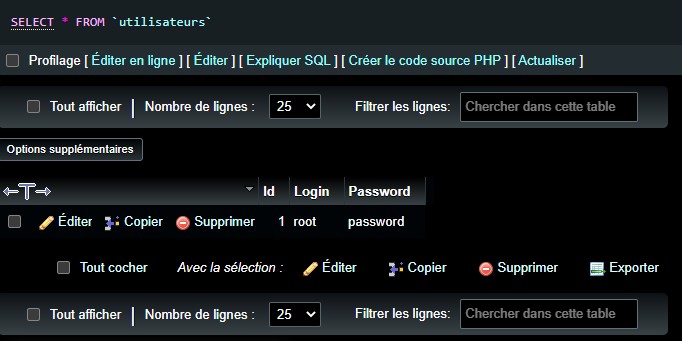 SELECT * FROM `utilisateurs`
Profilage [ Éditer en ligne ] [ Éditer ] [ Expliquer SQL ] [ Créer le code source PHP ] [ Actualiser ]
Tout afficher | Nombre de lignes : 25 Filtrer les lignes: Chercher dans cette table
Options supplémentaires
Id Login Password
Éditer Copier Supprimer 1 root password
Tout cocher Avec la sélection : Éditer Copier Supprimer Exporter
Tout afficher | Nombre de lignes : 25 Filtrer les lignes: Chercher dans cette table